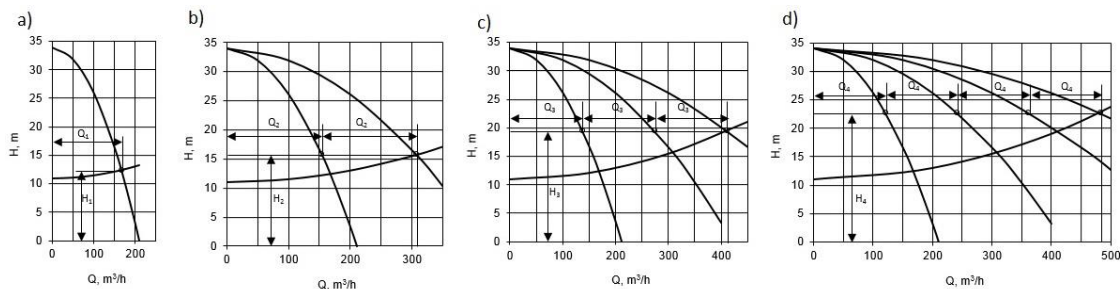 a)
H, m
35
30
25
20
15
10
5
0
Q₁
H₁
0 100 200
Q, m³/h
b)
H, m
35
30
25
20
15
10
5
0
Q₂ Q₂
H₂
0 100 200 300
Q, m³/h
c)
H, m
35
30
25
20
15
10
5
0
Q₃ Q₃ Q₃
H₃
0 100 200 300 400
Q, m³/h
d)
H, m
35
30
25
20
15
10
5
0
Q₄ Q₄ Q₄ Q₄
H₄
0 100 200 300 400 500
Q, m³/h